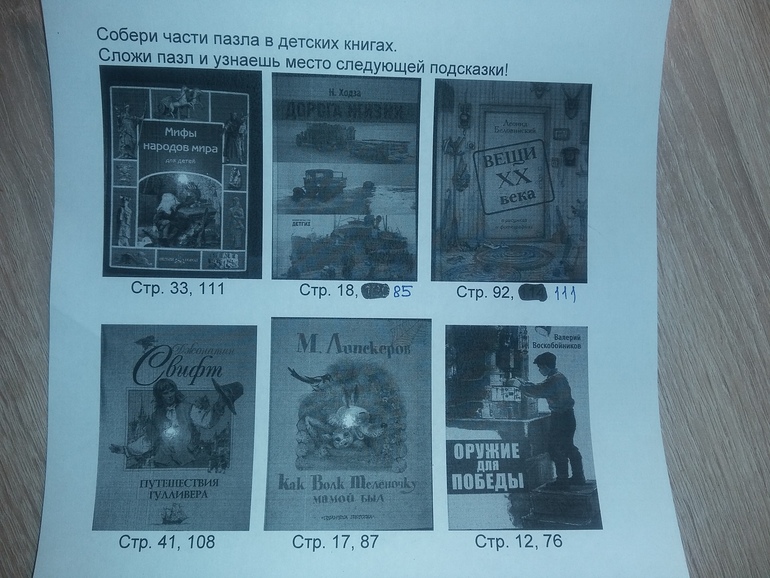 Собери части пазла в детских книгах.
Сложи пазл и узнаешь место следующей подсказки!
Мифы
народов мира
для детей
Н. Ходза
ДОРОГА ЖИЗНИ
ДЕТГИЗ
ВЕЩИ
XX
века
Стр. 33, 111
Стр. 18, 85
Стр. 92, 111
Свифт
ПУТЕШЕСТВИЯ
ГУЛЛИВЕРА
М. Липскеров
Как Волк Теленочку
мамой был
Валерий
Воскобойников
ОРУЖИЕ
для
ПОБЕДЫ
Стр. 41, 108
Стр. 17, 87
Стр. 12, 76